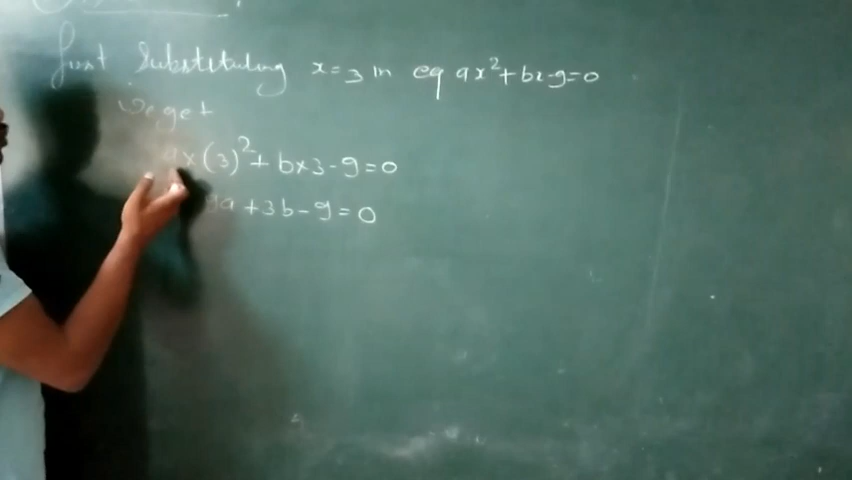 first Substituting x=3 in eq ax²+bx-9=0
we get
a×(3)²+b×3-9=0
9a+3b-9=0